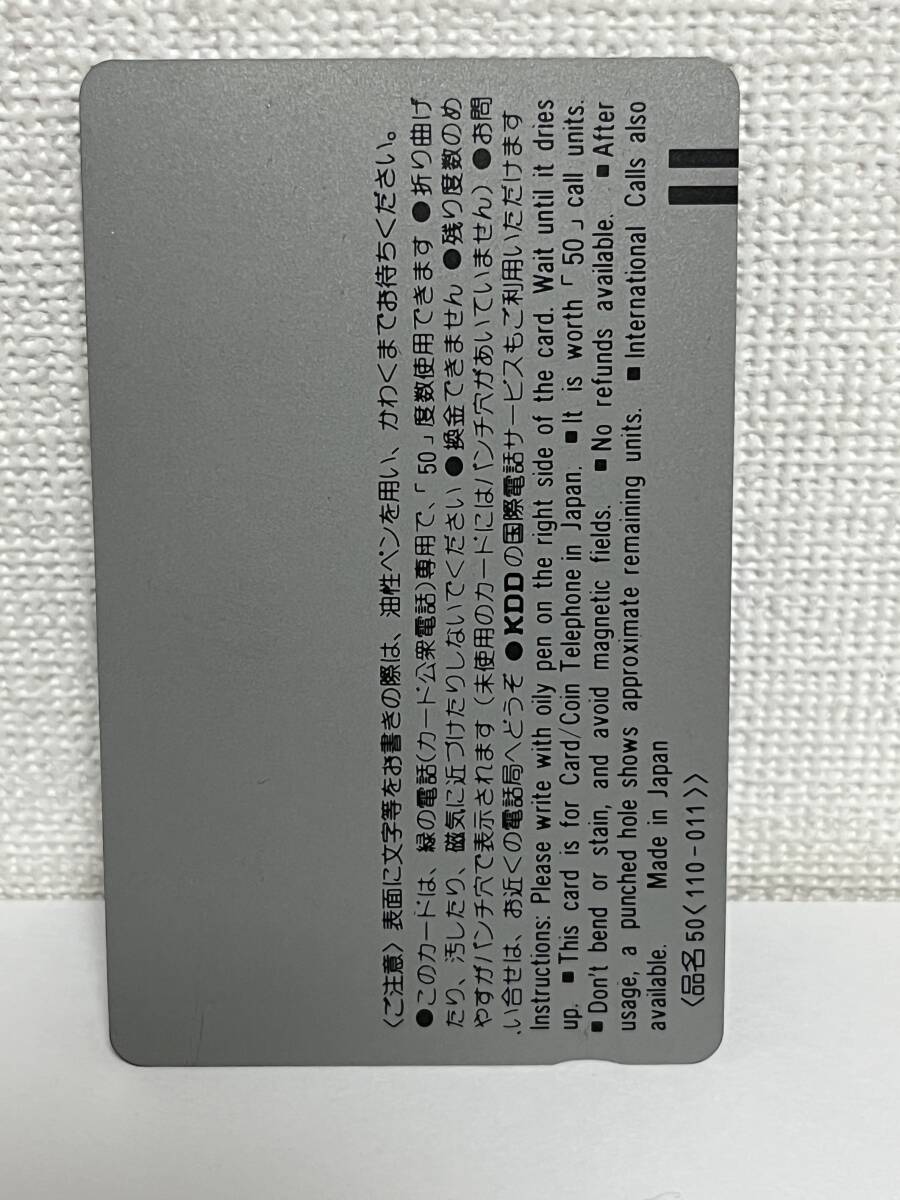 〈ご注意〉表面に文字等をお書きの際は、油性ペンを用い、かわくまでお待ちください。
●このカードは、緑の電話(カード公衆電話)専用で、「50」度数使用できます ●折り曲げ
たり、汚したり、磁気に近づけたりしないでください ●換金できません ●残り度数のめ
やすがパンチ穴で表示されます(未使用のカードにはパンチ穴があいていません) ●お問
い合せは、お近くの電話局へどうぞ ●KDDの国際電話サービスもご利用いただけます
Instructions: Please write with oily pen on the right side of the card. Wait until it dries
up. ■This card is for Card/Coin Telephone in Japan. ■It is worth「50」call units.
■Don't bend or stain, and avoid magnetic fields. ■No refunds available. ■After
usage, a punched hole shows approximate remaining units. ■International Calls also
available. Made in Japan
〈品名 50〈110-011〉〉